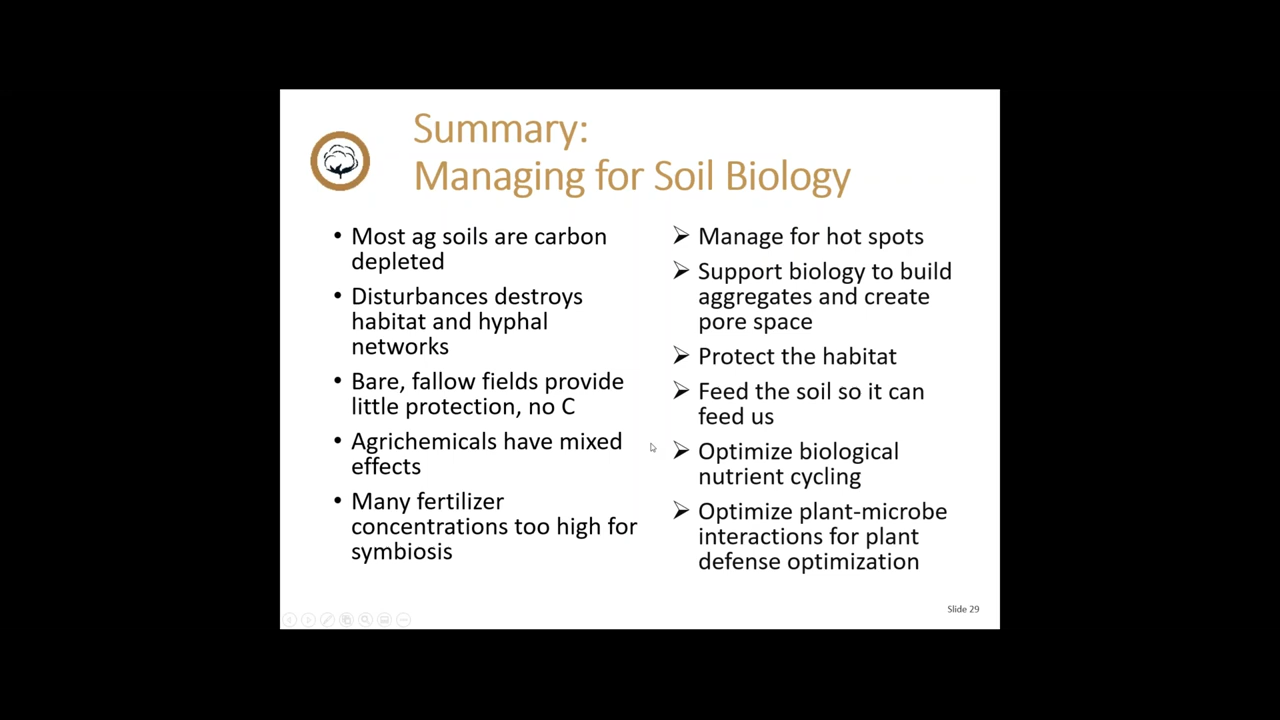 Summary:
Managing for Soil Biology
• Most ag soils are carbon
depleted
• Disturbances destroys
habitat and hyphal
networks
• Bare, fallow fields provide
little protection, no C
• Agrichemicals have mixed
effects
• Many fertilizer
concentrations too high for
symbiosis
➢ Manage for hot spots
➢ Support biology to build
aggregates and create
pore space
➢ Protect the habitat
➢ Feed the soil so it can
feed us
➢ Optimize biological
nutrient cycling
➢ Optimize plant-microbe
interactions for plant
defense optimization
Slide 29